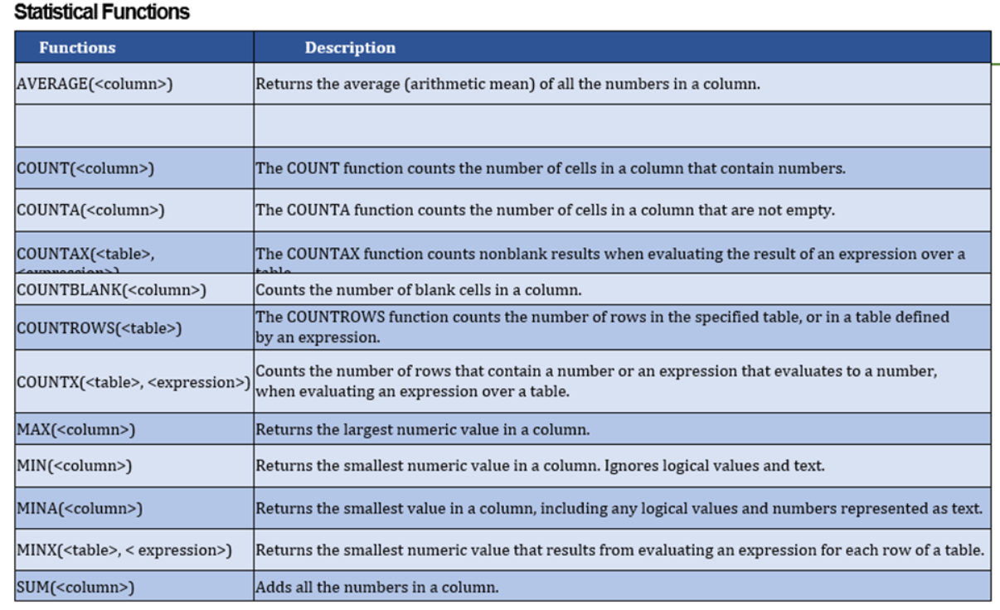 Statistical Functions
Functions Description
AVERAGE(<column>) Returns the average (arithmetic mean) of all the numbers in a column.
COUNT(<column>) The COUNT function counts the number of cells in a column that contain numbers.
COUNTA(<column>) The COUNTA function counts the number of cells in a column that are not empty.
COUNTAX(<table>, The COUNTAX function counts nonblank results when evaluating the result of an expression over a
<expression>) table.
COUNTBLANK(<column>) Counts the number of blank cells in a column.
COUNTROWS(<table>) The COUNTROWS function counts the number of rows in the specified table, or in a table defined
by an expression.
COUNTX(<table>, <expression>) Counts the number of rows that contain a number or an expression that evaluates to a number,
when evaluating an expression over a table.
MAX(<column>) Returns the largest numeric value in a column.
MIN(<column>) Returns the smallest numeric value in a column. Ignores logical values and text.
MINA(<column>) Returns the smallest value in a column, including any logical values and numbers represented as text.
MINX(<table>, < expression>) Returns the smallest numeric value that results from evaluating an expression for each row of a table.
SUM(<column>) Adds all the numbers in a column.